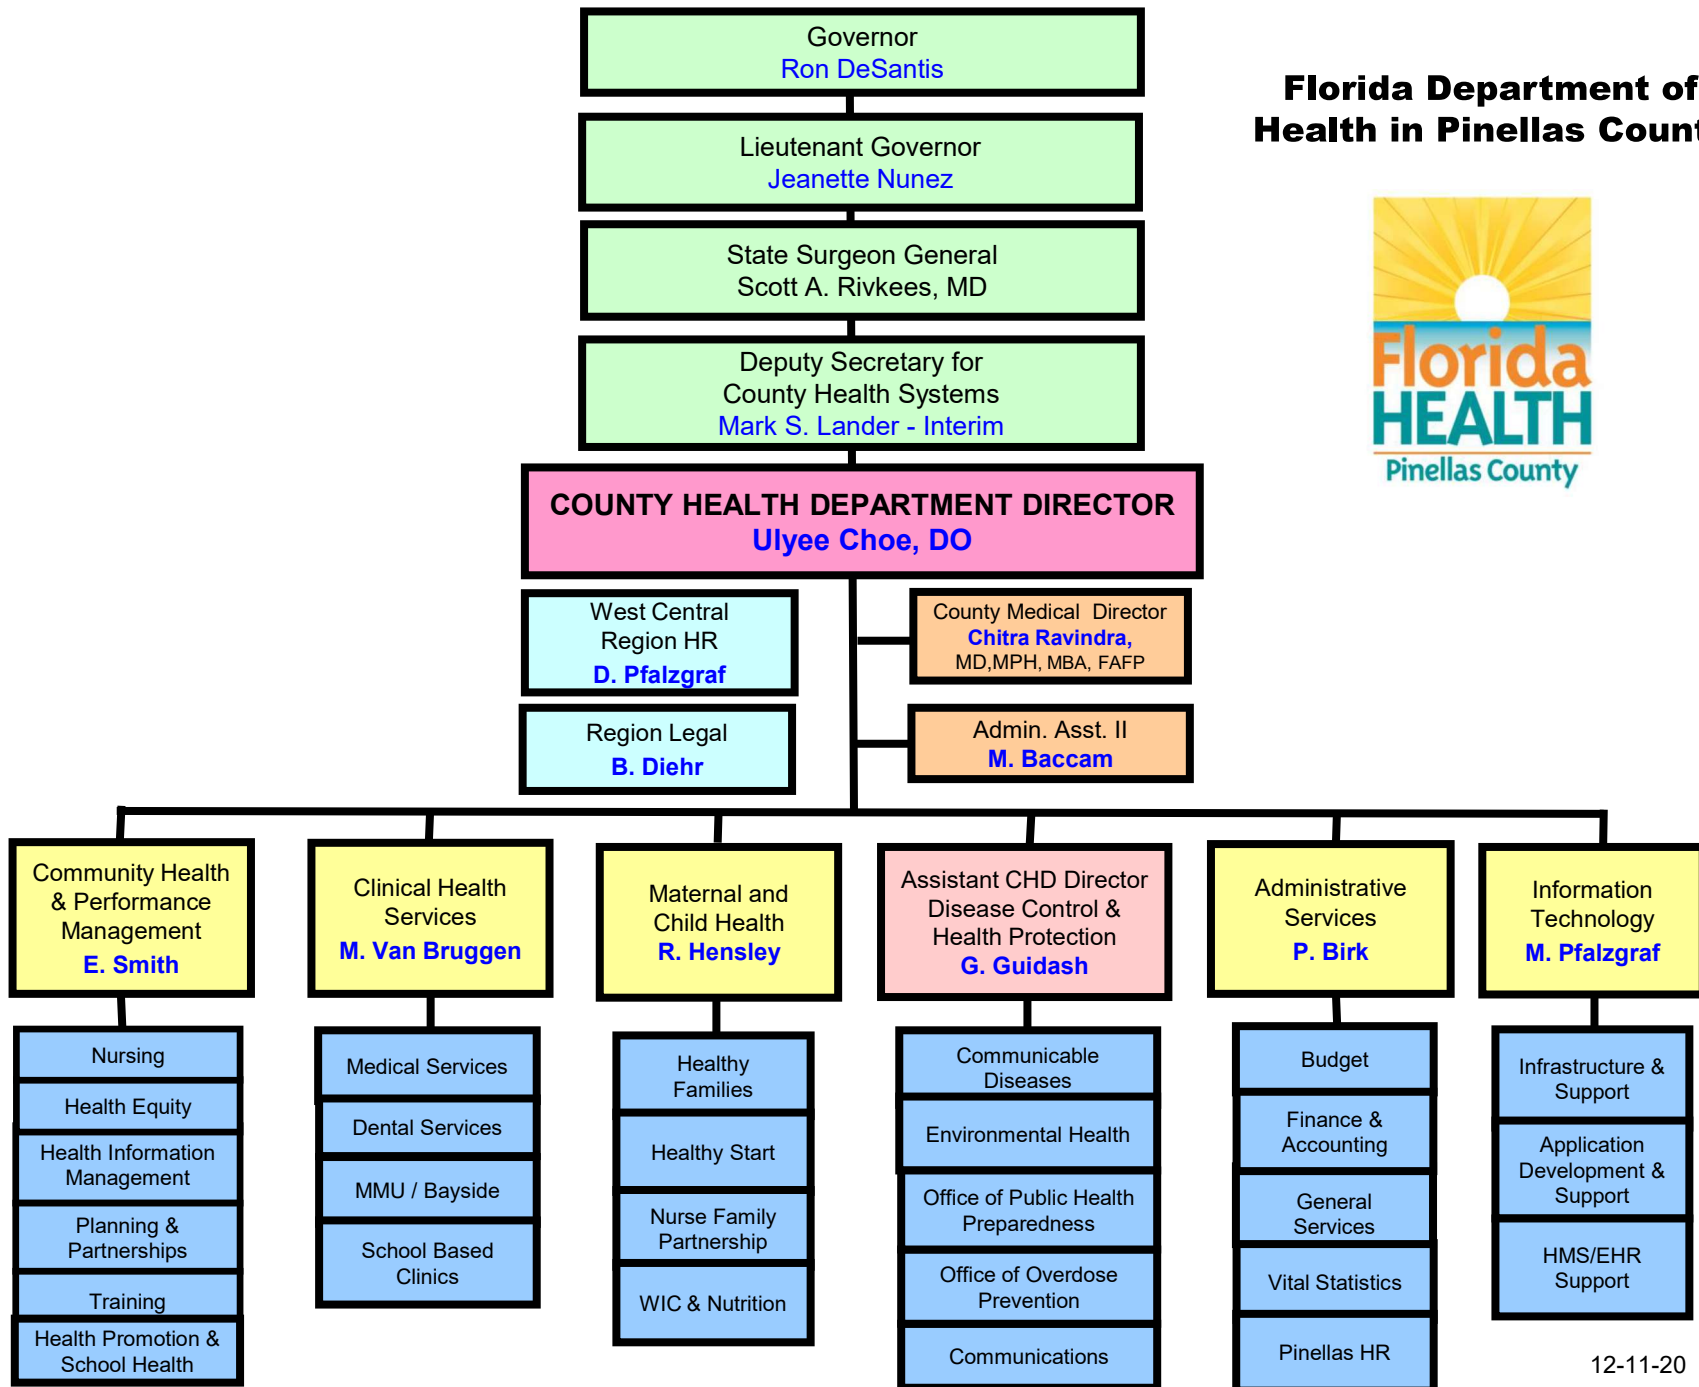 Governor
Ron DeSantis
Florida Department of
Health in Pinellas Count
Lieutenant Governor
Jeanette Nunez
State Surgeon General
Scott A. Rivkees, MD
Florida
HEALTH
Pinellas County
Deputy Secretary for
County Health Systems
Mark S. Lander - Interim
COUNTY HEALTH DEPARTMENT DIRECTOR
Ulyee Choe, DO
West Central
Region HR
D. Pfalzgraf
County Medical Director
Chitra Ravindra,
MD,MPH, MBA, FAFP
Region Legal
B. Diehr
Admin. Asst. II
M. Baccam
Community Health
& Performance
Management
E. Smith
Clinical Health
Services
M. Van Bruggen
Maternal and
Child Health
R. Hensley
Assistant CHD Director
Disease Control &
Health Protection
G. Guidash
Administrative
Services
P. Birk
Information
Technology
M. Pfalzgraf
Nursing
Health Equity
Health Information
Management
Planning &
Partnerships
Training
Health Promotion &
School Health
Medical Services
Dental Services
MMU / Bayside
School Based
Clinics
Healthy
Families
Healthy Start
Nurse Family
Partnership
WIC & Nutrition
Communicable
Diseases
Environmental Health
Office of Public Health
Preparedness
Office of Overdose
Prevention
Communications
Budget
Finance &
Accounting
General
Services
Vital Statistics
Pinellas HR
Infrastructure &
Support
Application
Development &
Support
HMS/EHR
Support
12-11-20